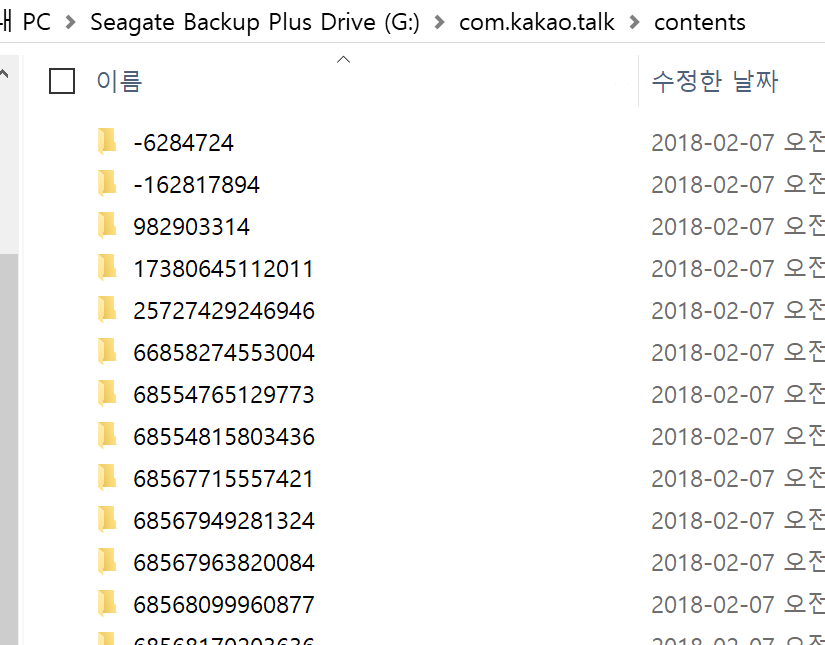 PC > Seagate Backup Plus Drive (G:) > com.kakao.talk > contents
이름 수정한 날짜
-6284724 2018-02-07 오전
-162817894 2018-02-07 오전
982903314 2018-02-07 오전
17380645112011 2018-02-07 오전
25727429246946 2018-02-07 오전
66858274553004 2018-02-07 오전
68554765129773 2018-02-07 오전
68554815803436 2018-02-07 오전
68567715557421 2018-02-07 오전
68567949281324 2018-02-07 오전
68567963820084 2018-02-07 오전
68568099960877 2018-02-07 오전